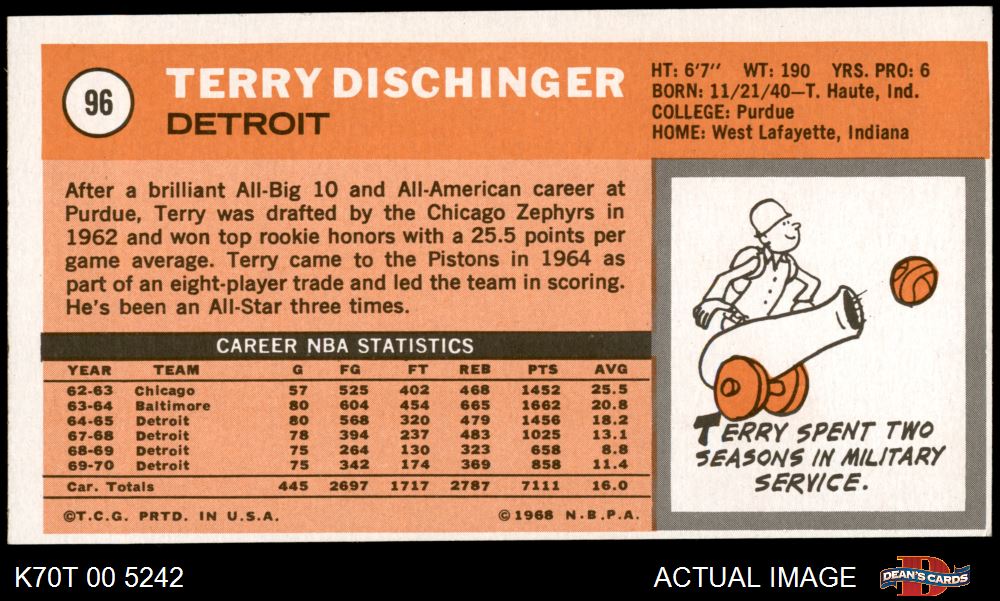 96
TERRY DISCHINGER
DETROIT
HT: 6'7'' WT: 190 YRS. PRO: 6
BORN: 11/21/40—T. Haute, Ind.
COLLEGE: Purdue
HOME: West Lafayette, Indiana
After a brilliant All-Big 10 and All-American career at
Purdue, Terry was drafted by the Chicago Zephyrs in
1962 and won top rookie honors with a 25.5 points per
game average. Terry came to the Pistons in 1964 as
part of an eight-player trade and led the team in scoring.
He's been an All-Star three times.
CAREER NBA STATISTICS
YEAR TEAM G FG FT REB PTS AVG
62-63 Chicago 57 525 402 468 1452 25.5
63-64 Baltimore 80 604 454 665 1662 20.8
64-65 Detroit 80 568 320 479 1456 18.2
67-68 Detroit 78 394 237 483 1025 13.1
68-69 Detroit 75 264 130 323 658 8.8
69-70 Detroit 75 342 174 369 858 11.4
Car. Totals 445 2697 1717 2787 7111 16.0
©T.C.G. PRTD. IN U.S.A. ©1968 N.B.P.A.
TERRY SPENT TWO
SEASONS IN MILITARY
SERVICE.
K70T 00 5242 ACTUAL IMAGE
D
DEAN'S CARDS